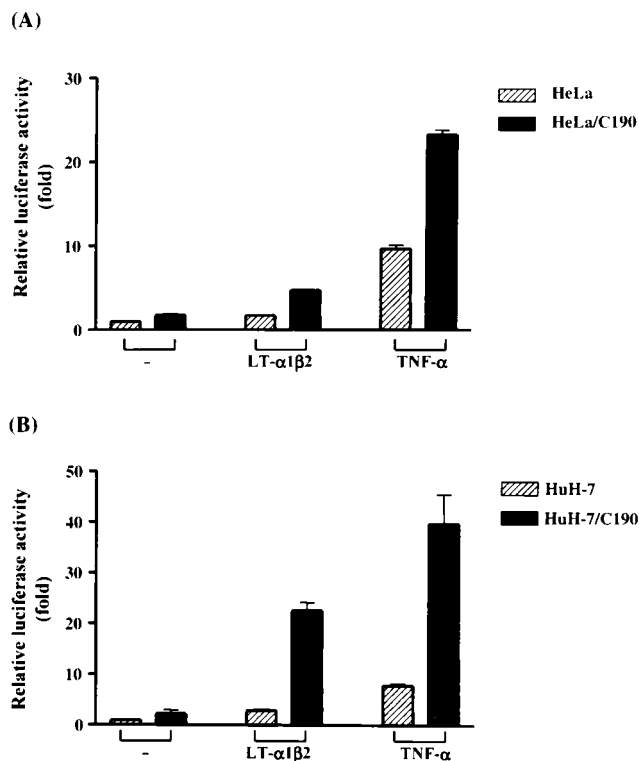 (A)
Relative luciferase activity
(fold)
30
20
10
0
HeLa
HeLa/C190
-
LT-α1β2
TNF-α
(B)
Relative luciferase activity
(fold)
50
40
30
20
10
0
HuH-7
HuH-7/C190
-
LT-α1β2
TNF-α